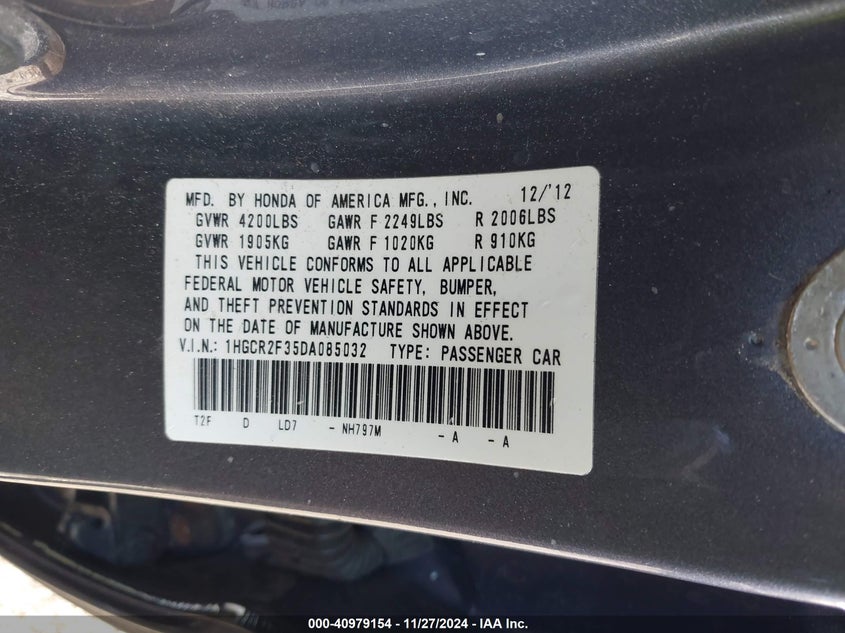 MFD. BY HONDA OF AMERICA MFG., INC. 12/'12
GVWR 4200LBS GAWR F 2249LBS R 2006LBS
GVWR 1905KG GAWR F 1020KG R 910KG
THIS VEHICLE CONFORMS TO ALL APPLICABLE
FEDERAL MOTOR VEHICLE SAFETY, BUMPER,
AND THEFT PREVENTION STANDARDS IN EFFECT
ON THE DATE OF MANUFACTURE SHOWN ABOVE.
V.I.N.: 1HGCR2F35DA085032 TYPE: PASSENGER CAR
T2F D LD7 - NH797M - A - A
000-40979154 - 11/27/2024 - IAA Inc.